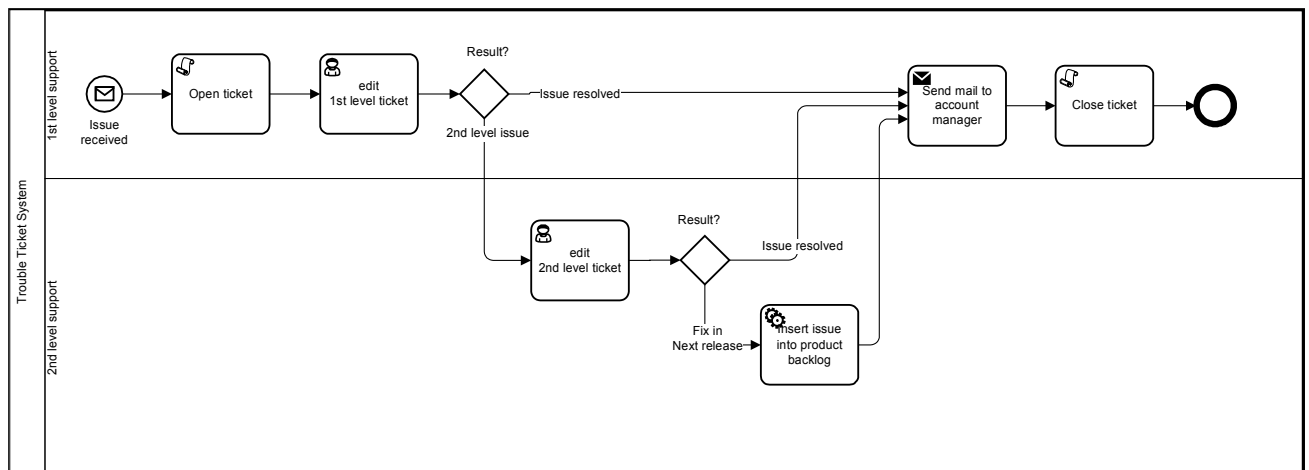 Trouble Ticket System
1st level support
Issue
received
Open ticket
edit
1st level ticket
Result?
Issue resolved
2nd level issue
Send mail to
account
manager
Close ticket
2nd level support
edit
2nd level ticket
Result?
Issue resolved
Fix in
Next release
Insert issue
into product
backlog